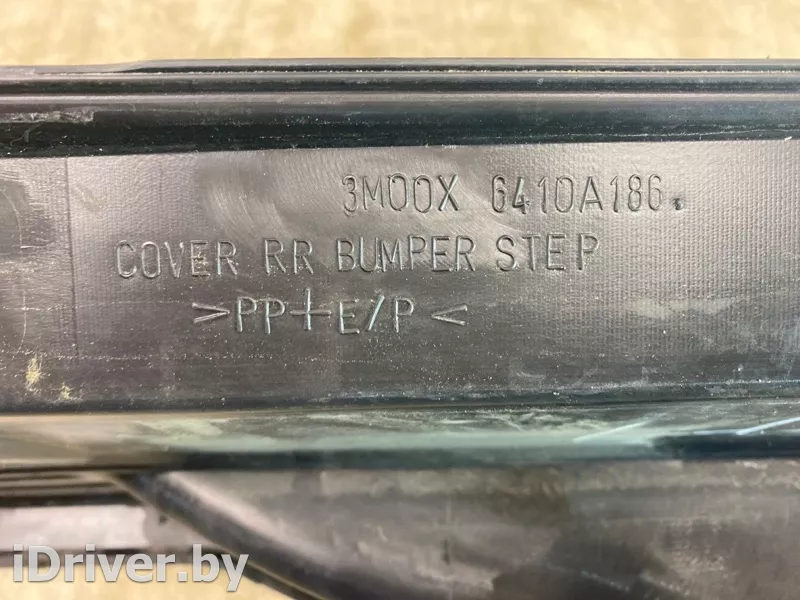 3M00X 6410A186.
COVER RR BUMPER STEP
>PP+E/P<
iDriver.by